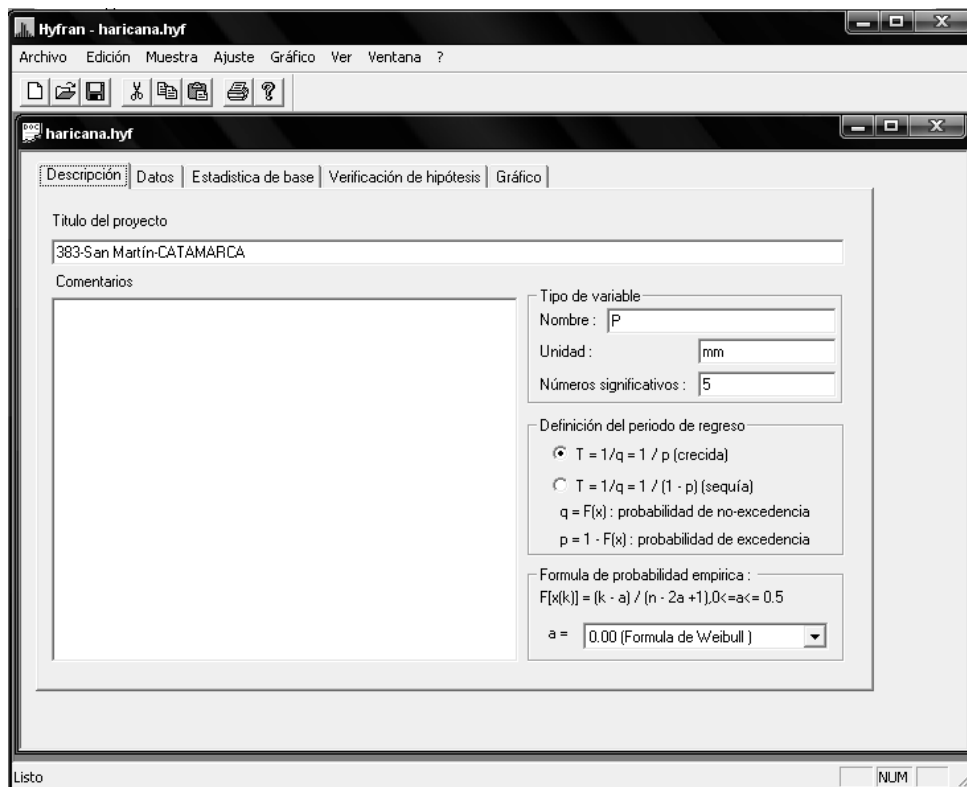 Hyfran - haricana.hyf
Archivo Edición Muestra Ajuste Gráfico Ver Ventana ?
DOC
haricana.hyf
Descripción Datos Estadistica de base Verificación de hipótesis Gráfico
Titulo del proyecto
383-San Martín-CATAMARCA
Comentarios
Tipo de variable
Nombre : P
Unidad : mm
Números significativos : 5
Definición del periodo de regreso
T = 1/q = 1 / p (crecida)
T = 1/q = 1 / (1 - p) (sequía)
q = F(x) : probabilidad de no-excedencia
p = 1 - F(x) : probabilidad de excedencia
Formula de probabilidad empirica :
F[x(k)] = (k - a) / (n - 2a +1),0<=a<= 0.5
a = 0.00 (Formula de Weibull )
Listo NUM